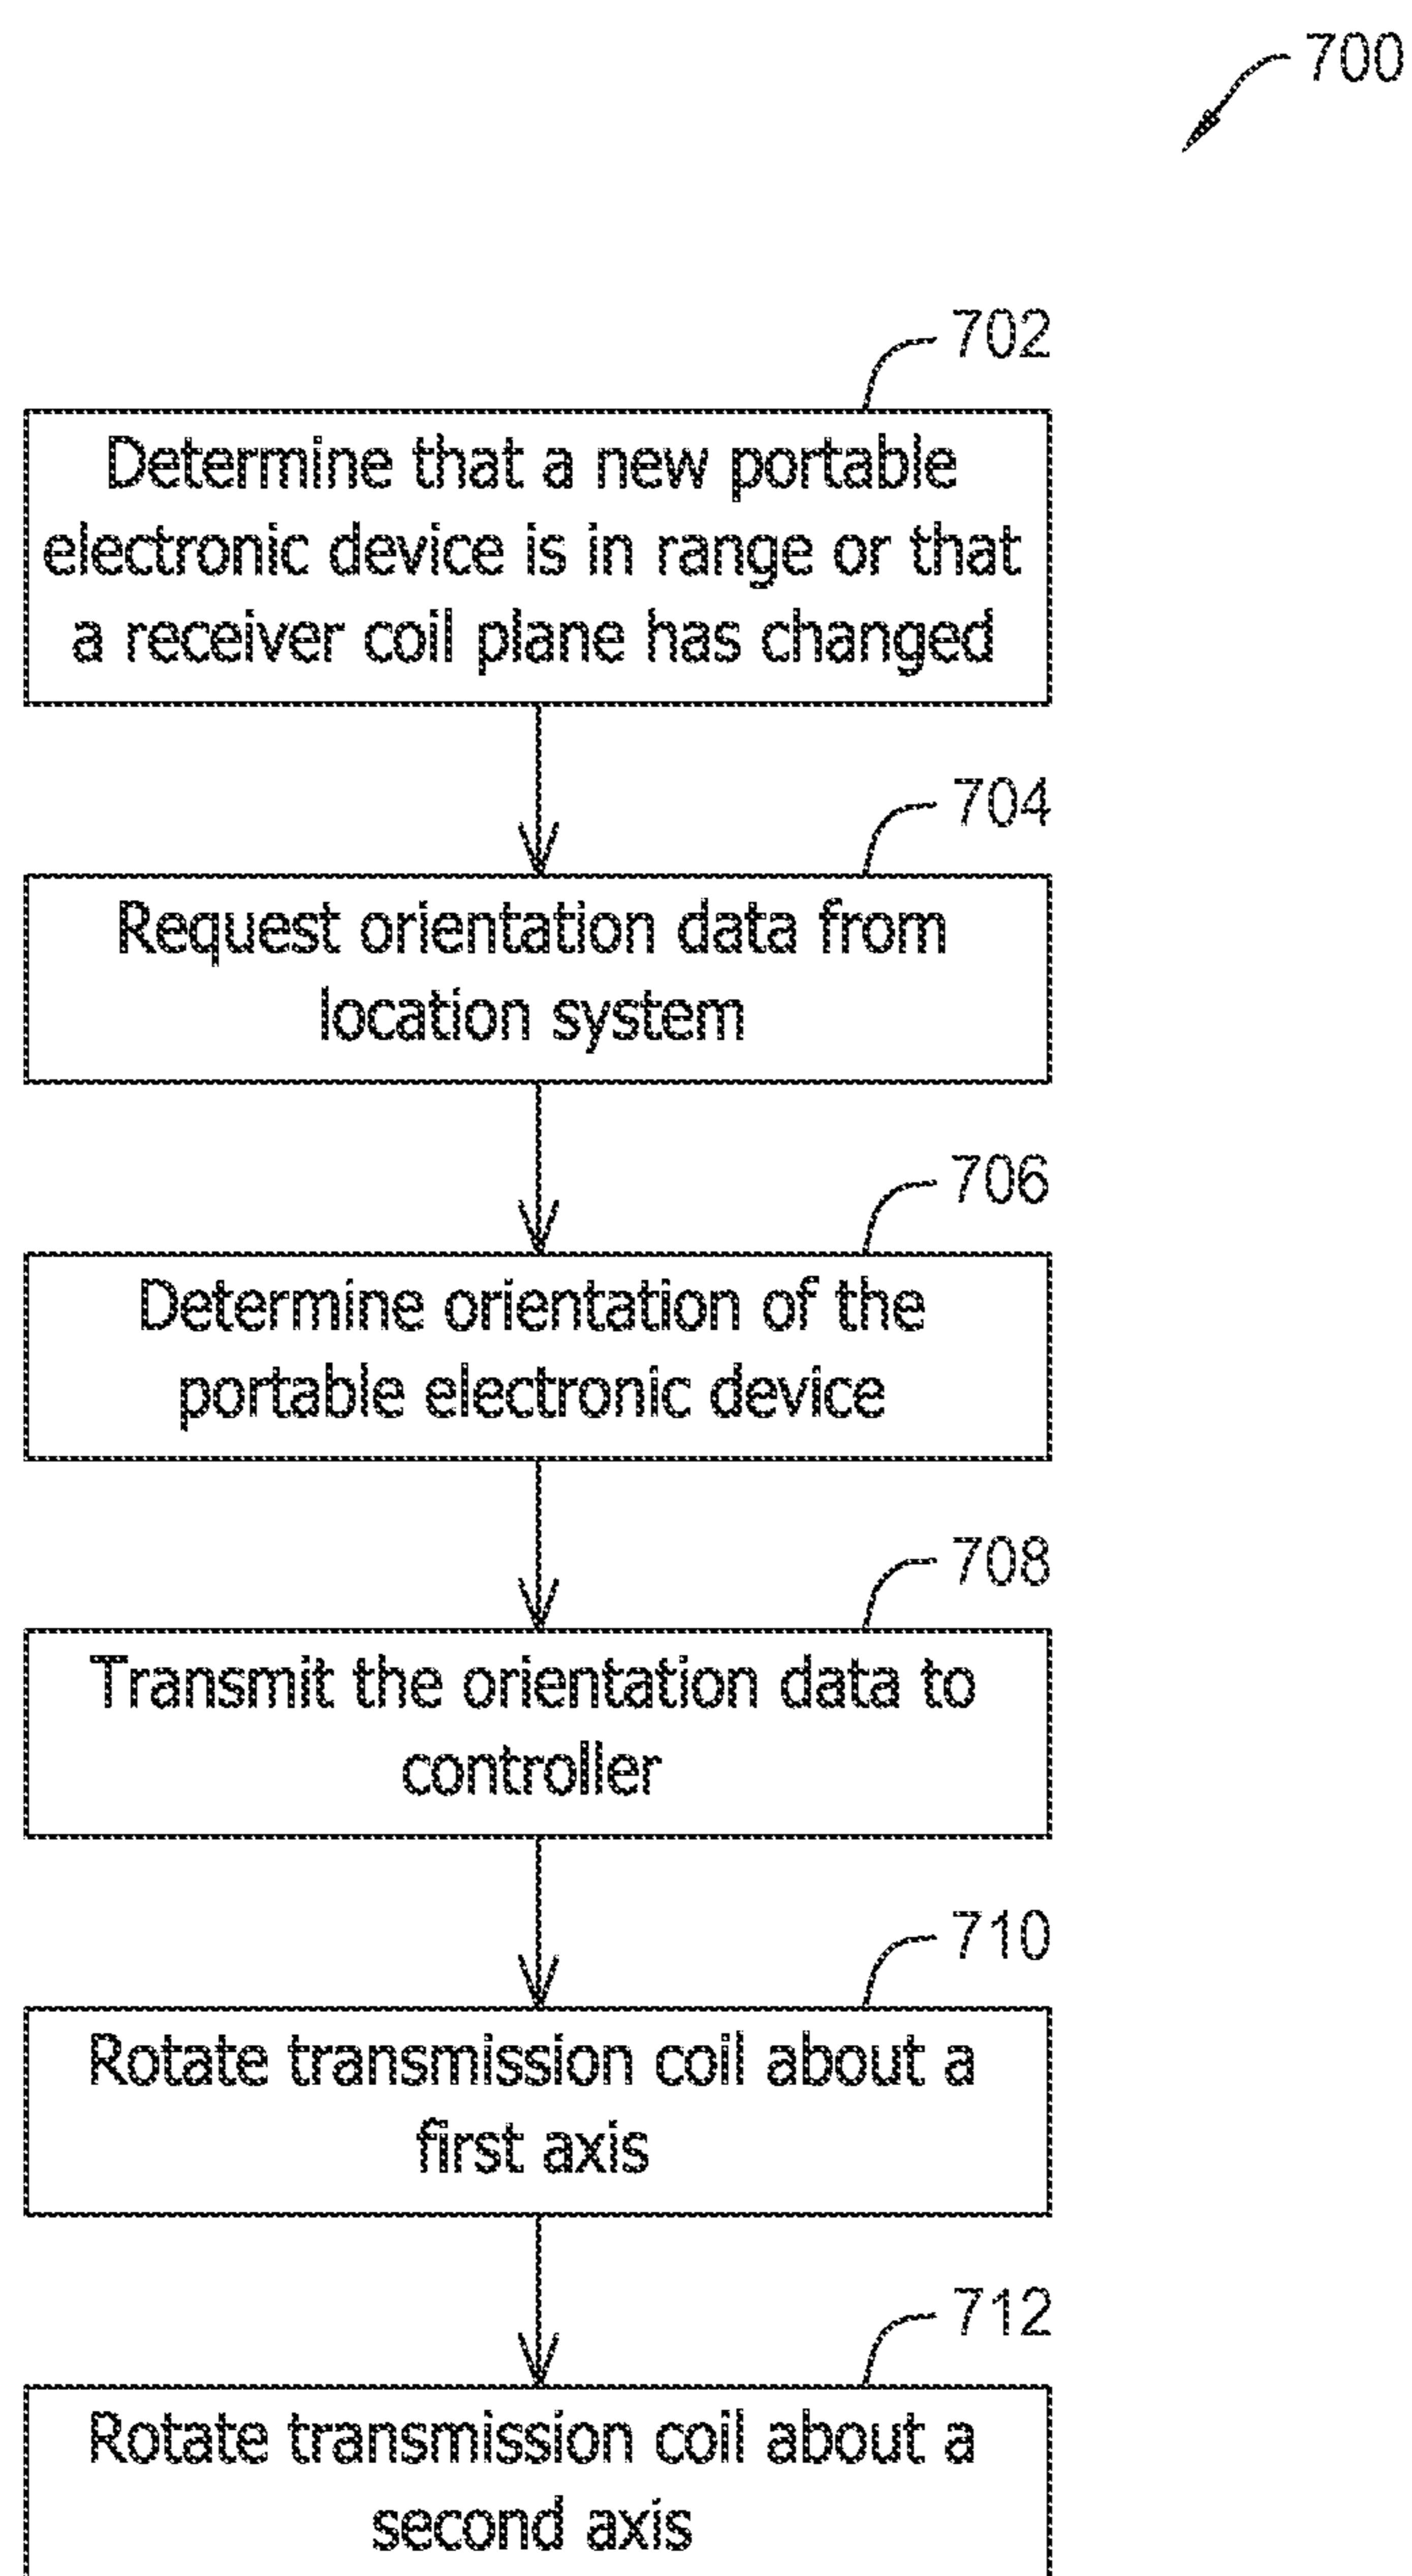 700
702
Determine that a new portable
electronic device is in range or that
a receiver coil plane has changed
704
Request orientation data from
location system
706
Determine orientation of the
portable electronic device
708
Transmit the orientation data to
controller
710
Rotate transmission coil about a
first axis
712
Rotate transmission coil about a
second axis